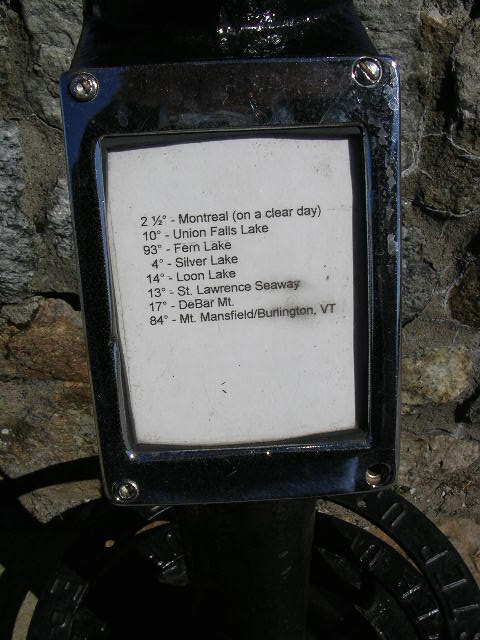 2 ½° - Montreal (on a clear day)
10° - Union Falls Lake
93° - Fern Lake
4° - Silver Lake
14° - Loon Lake
13° - St. Lawrence Seaway
17° - DeBar Mt.
84° - Mt. Mansfield/Burlington, VT